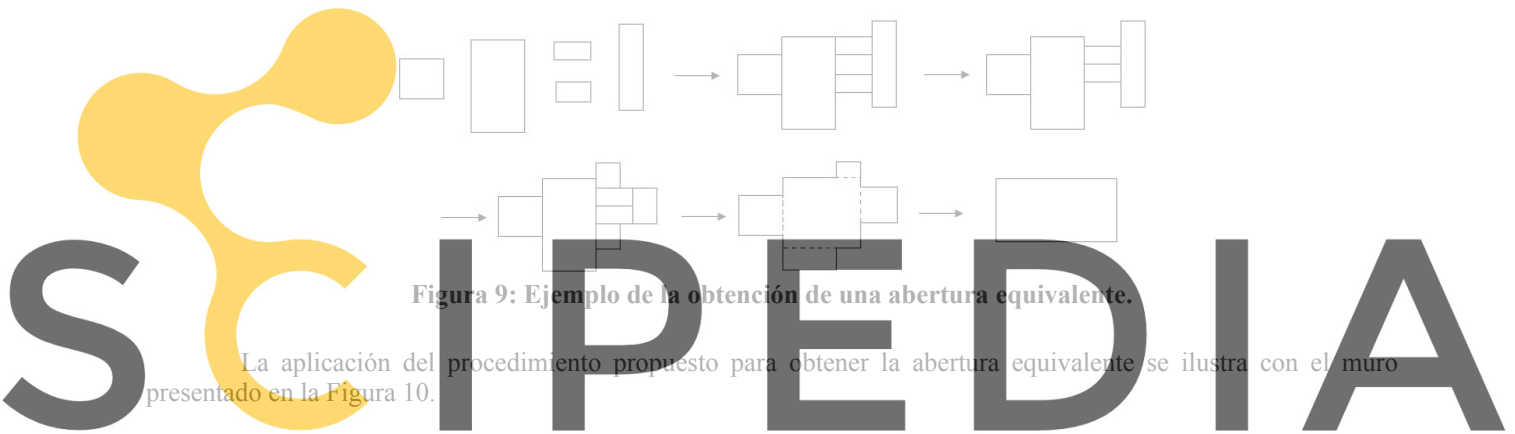 Figura 9: Ejemplo de la obtención de una abertura equivalente.
SCIPEDIA
La aplicación del procedimiento propuesto para obtener la abertura equivalente se ilustra con el muro
presentado en la Figura 10.